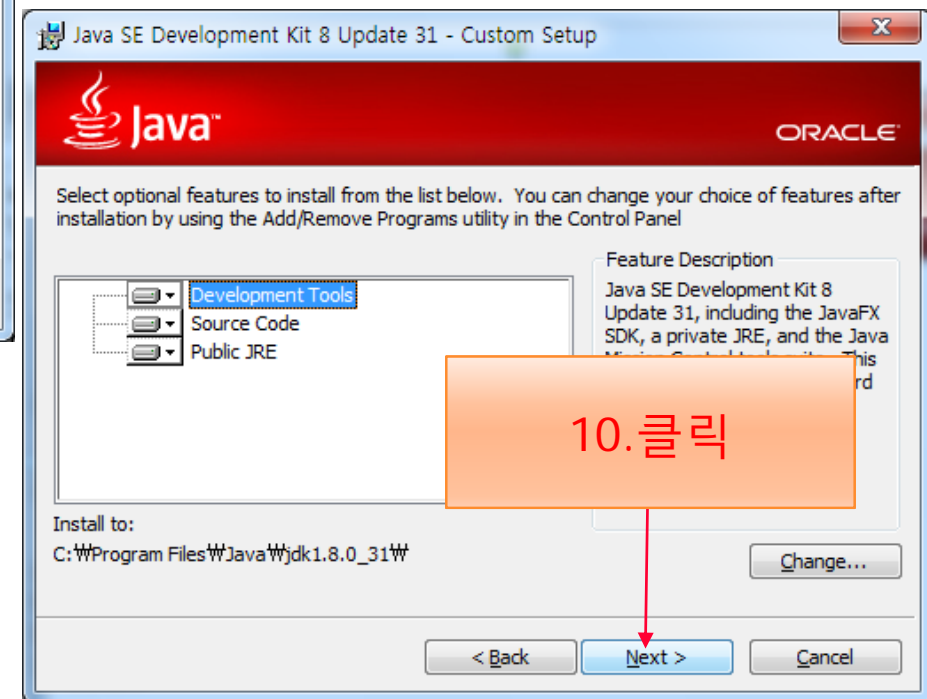 Java SE Development Kit 8 Update 31 - Custom Setup
Java™
ORACLE
Select optional features to install from the list below. You can change your choice of features after
installation by using the Add/Remove Programs utility in the Control Panel
Development Tools
Source Code
Public JRE
Feature Description
Java SE Development Kit 8
Update 31, including the JavaFX
SDK, a private JRE, and the Java
This
10.클릭
Install to:
C:₩Program Files₩Java₩jdk1.8.0_31₩
Change...
< Back
Next >
Cancel